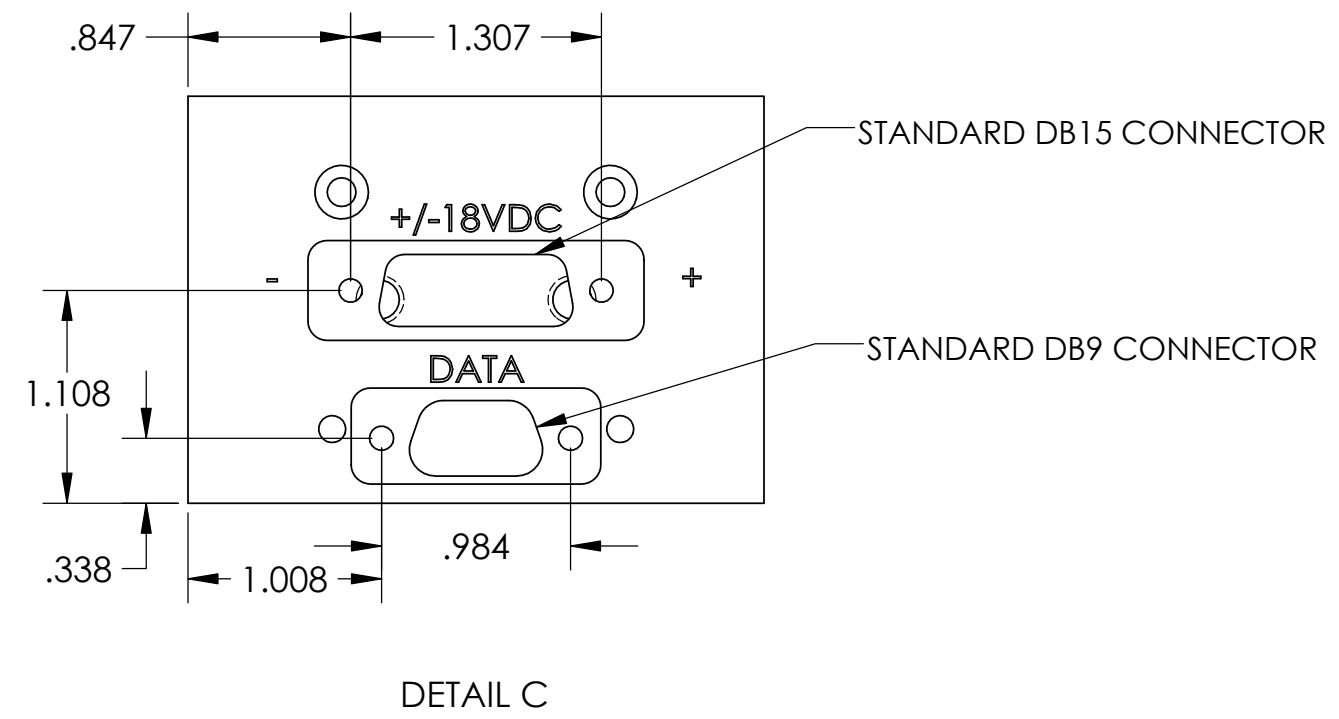 .847
1.307
STANDARD DB15 CONNECTOR
+/-18VDC
-
+
STANDARD DB9 CONNECTOR
DATA
1.108
.984
.338
1.008
DETAIL C